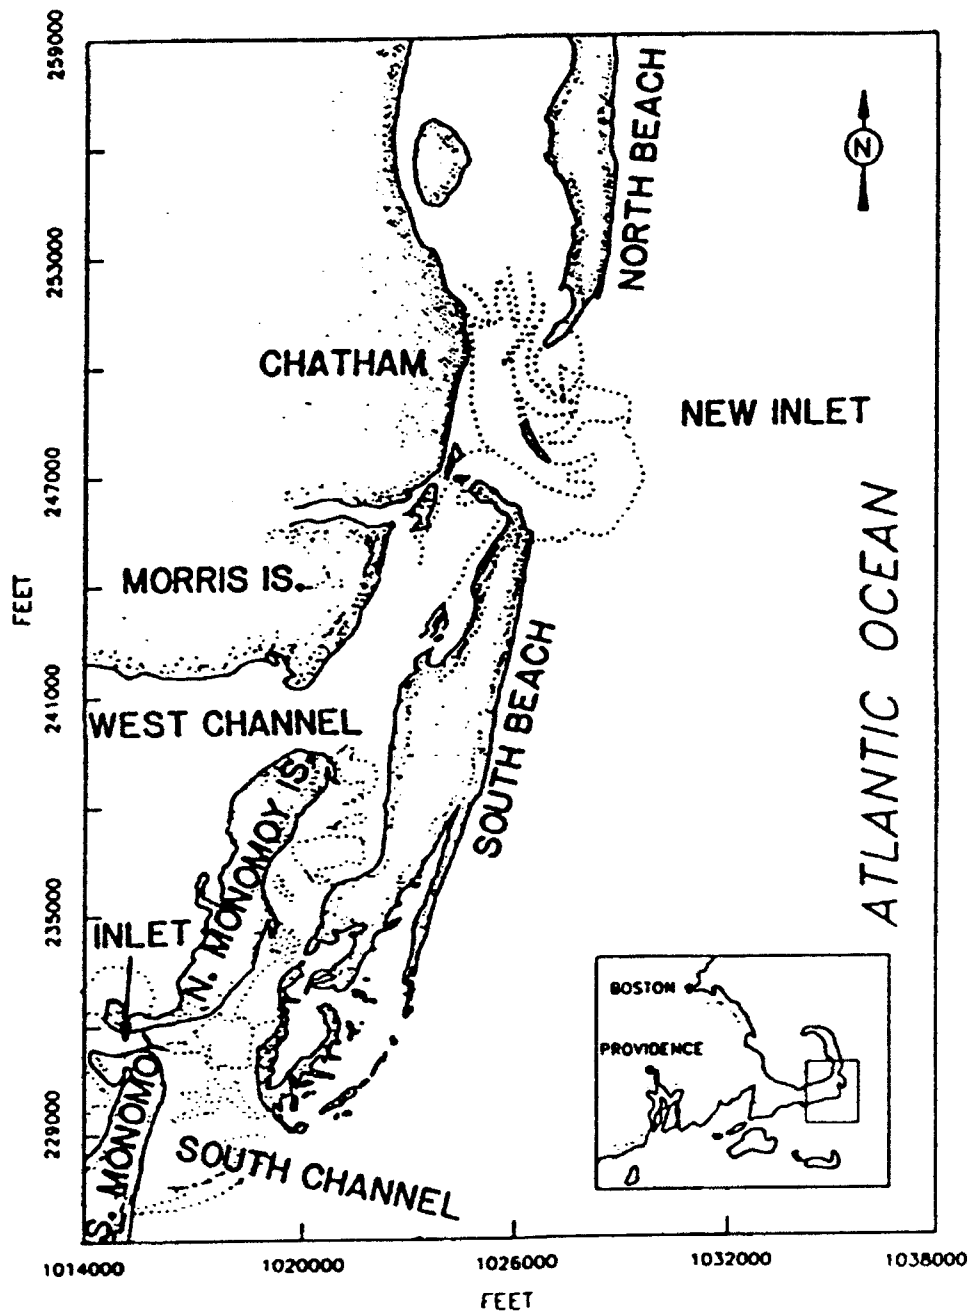 259000
253000
247000
241000
235000
229000
FEET
N
NORTH BEACH
CHATHAM
NEW INLET
MORRIS IS.
ATLANTIC OCEAN
SOUTH BEACH
WEST CHANNEL
N. MONOMOY IS.
INLET
S. MONOMOY
SOUTH CHANNEL
BOSTON
PROVIDENCE
1014000
1020000
1026000
1032000
1038000
FEET